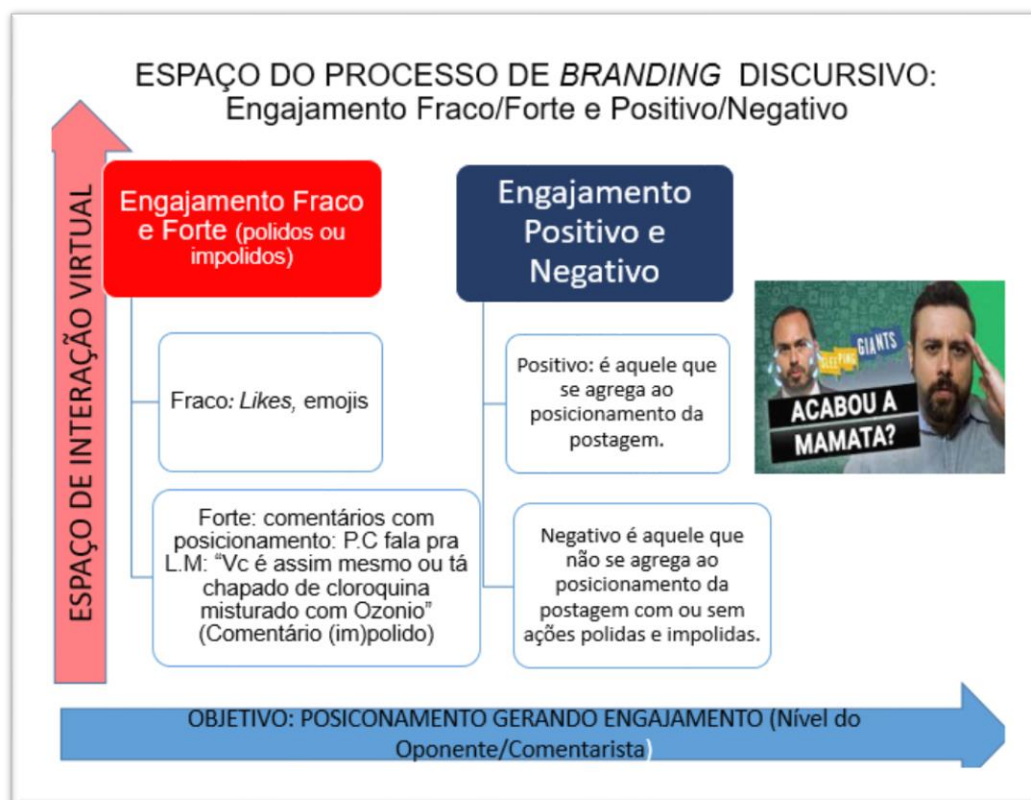 ESPAÇO DO PROCESSO DE BRANDING DISCURSIVO:
Engajamento Fraco/Forte e Positivo/Negativo
ESPAÇO DE INTERAÇÃO VIRTUAL
Engajamento Fraco
e Forte (polidos ou
impolidos)
Fraco: Likes, emojis
Forte: comentários com
posicionamento: P.C fala pra
L.M: “Vc é assim mesmo ou tá
chapado de cloroquina
misturado com Ozonio”
(Comentário (im)polido)
Engajamento
Positivo e
Negativo
Positivo: é aquele que
se agrega ao
posicionamento da
postagem.
Negativo é aquele que
não se agrega ao
posicionamento da
postagem com ou sem
ações polidas e impolidas.
SLEEPING
GIANTS
ACABOU A
MAMATA?
OBJETIVO: POSICONAMENTO GERANDO ENGAJAMENTO (Nível do
Oponente/Comentarista)